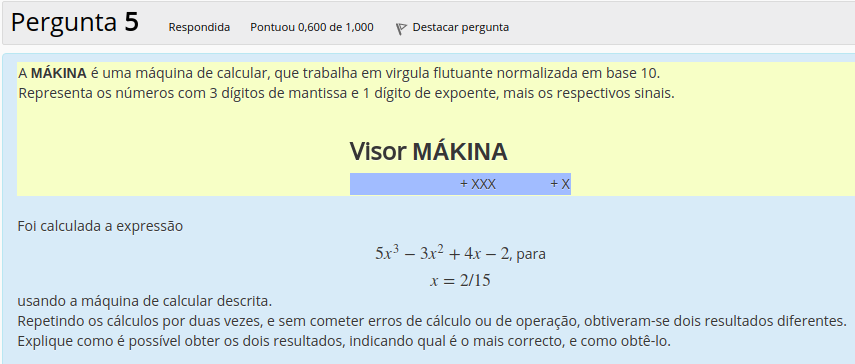 Pergunta 5 Respondida Pontuou 0,600 de 1,000 Destacar pergunta
A MÁKINA é uma máquina de calcular, que trabalha em virgula flutuante normalizada em base 10.
Representa os números com 3 dígitos de mantissa e 1 dígito de expoente, mais os respectivos sinais.
Visor MÁKINA
+ XXX + X
Foi calculada a expressão
5x³ − 3x² + 4x − 2, para
x = 2/15
usando a máquina de calcular descrita.
Repetindo os cálculos por duas vezes, e sem cometer erros de cálculo ou de operação, obtiveram-se dois resultados diferentes.
Explique como é possível obter os dois resultados, indicando qual é o mais correcto, e como obtê-lo.